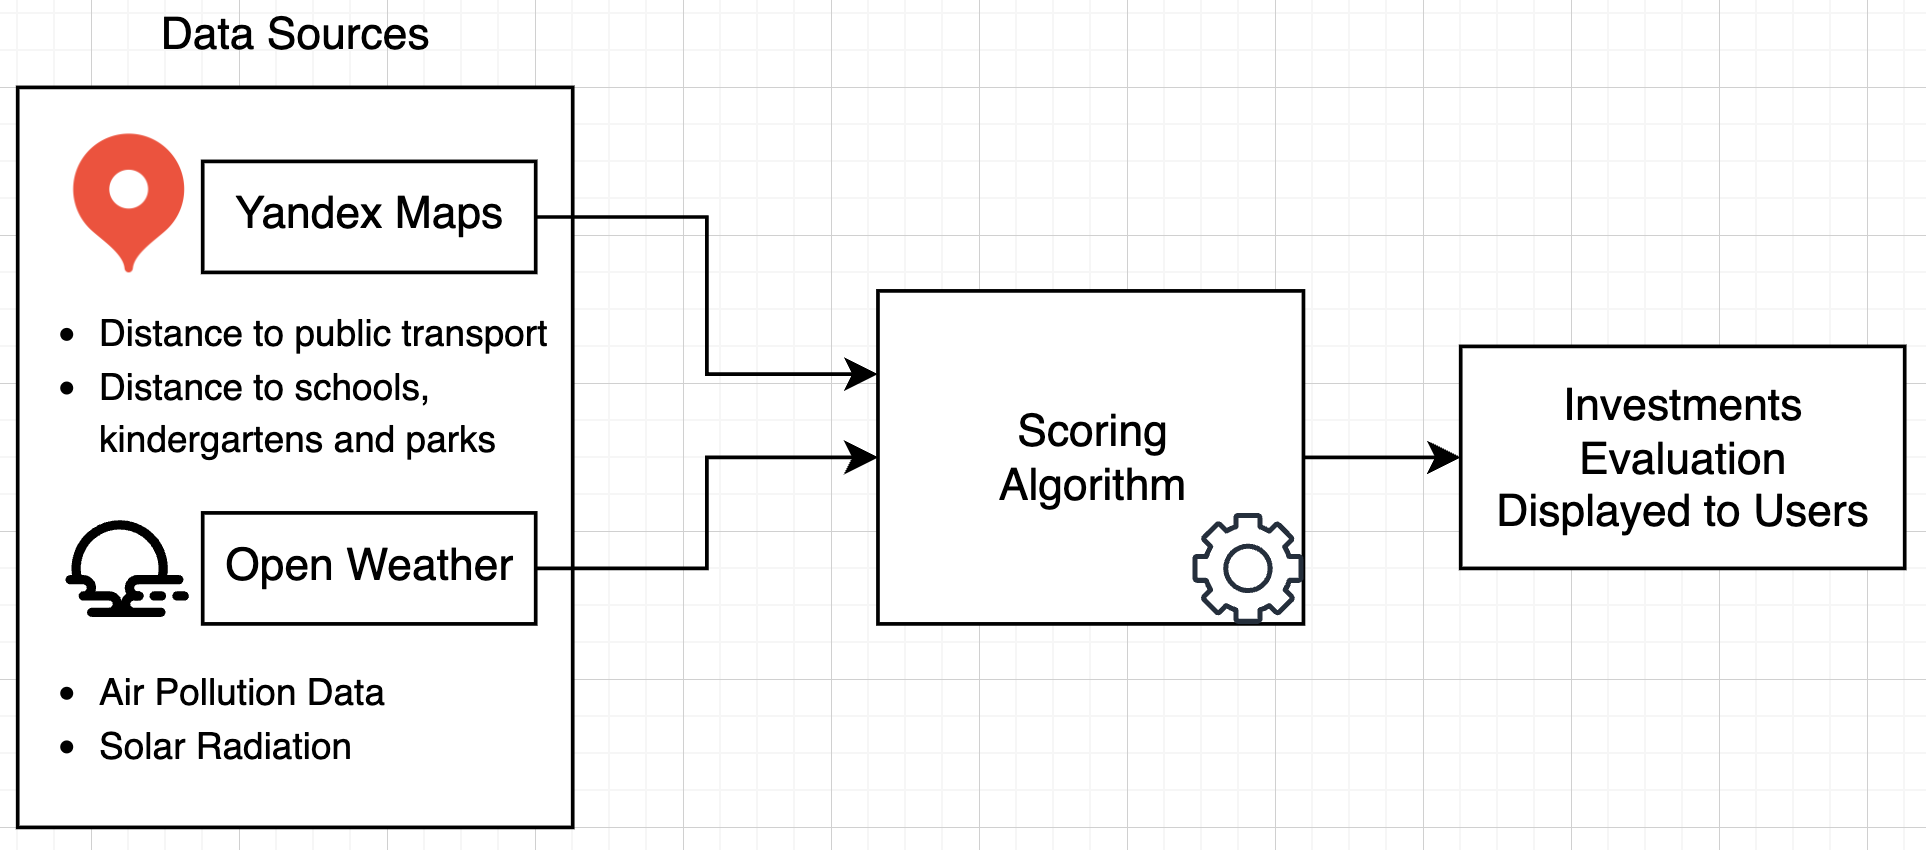 Data Sources
Yandex Maps
• Distance to public transport
• Distance to schools,
kindergartens and parks
Open Weather
• Air Pollution Data
• Solar Radiation
Scoring
Algorithm
Investments
Evaluation
Displayed to Users